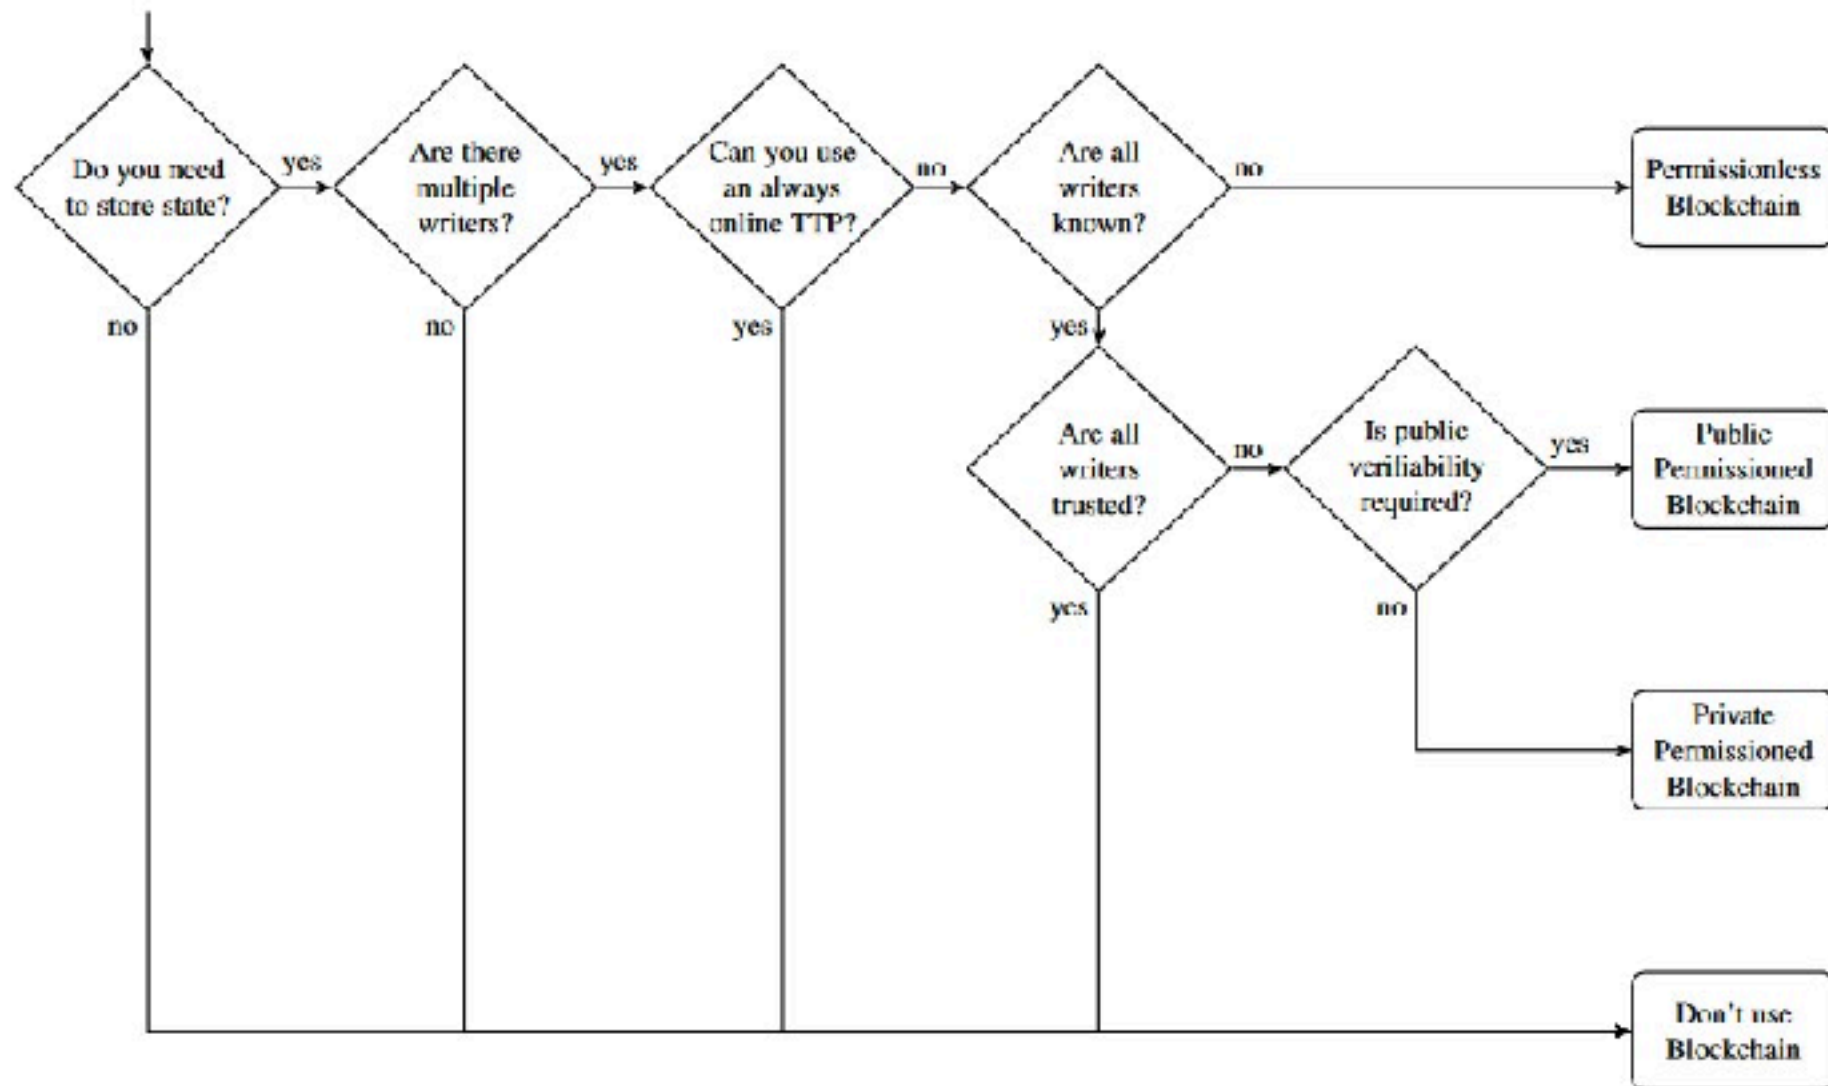 Do you need
to store state?
yes
Are there
multiple
writers?
yes
Can you use
an always
online TTP?
no
Are all
writers
known?
no
Permissionless
Blockchain
no
no
yes
yes
Are all
writers
trusted?
no
Is public
verifiability
required?
yes
Public
Permissioned
Blockchain
yes
no
Private
Permissioned
Blockchain
Don't use
Blockchain